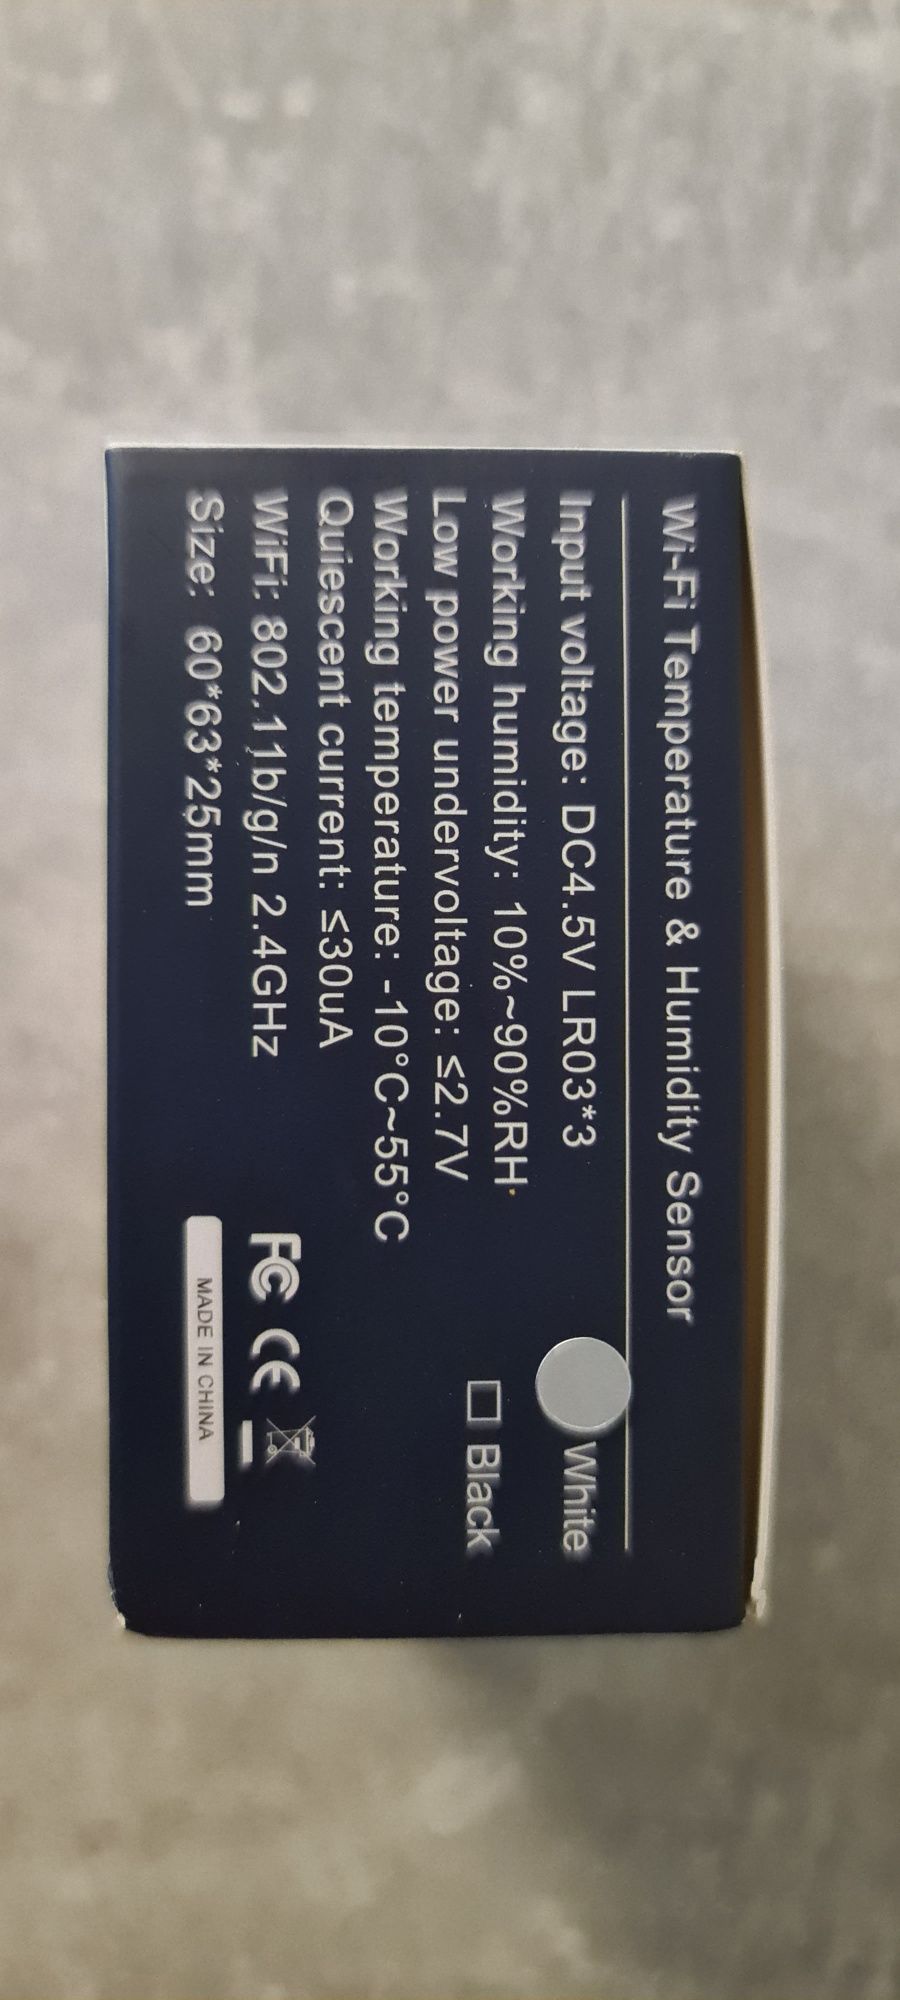 Wi-Fi Temperature & Humidity Sensor
Input voltage: DC4.5V LR03*3
White
Working humidity: 10%~90%RH
Low power undervoltage: ≤2.7V
Black
Working temperature: -10°C~55°C
Quiescent current: ≤30uA
WiFi: 802.11b/g/n 2.4GHz
FC CE
Size: 60*63*25mm
MADE IN CHINA